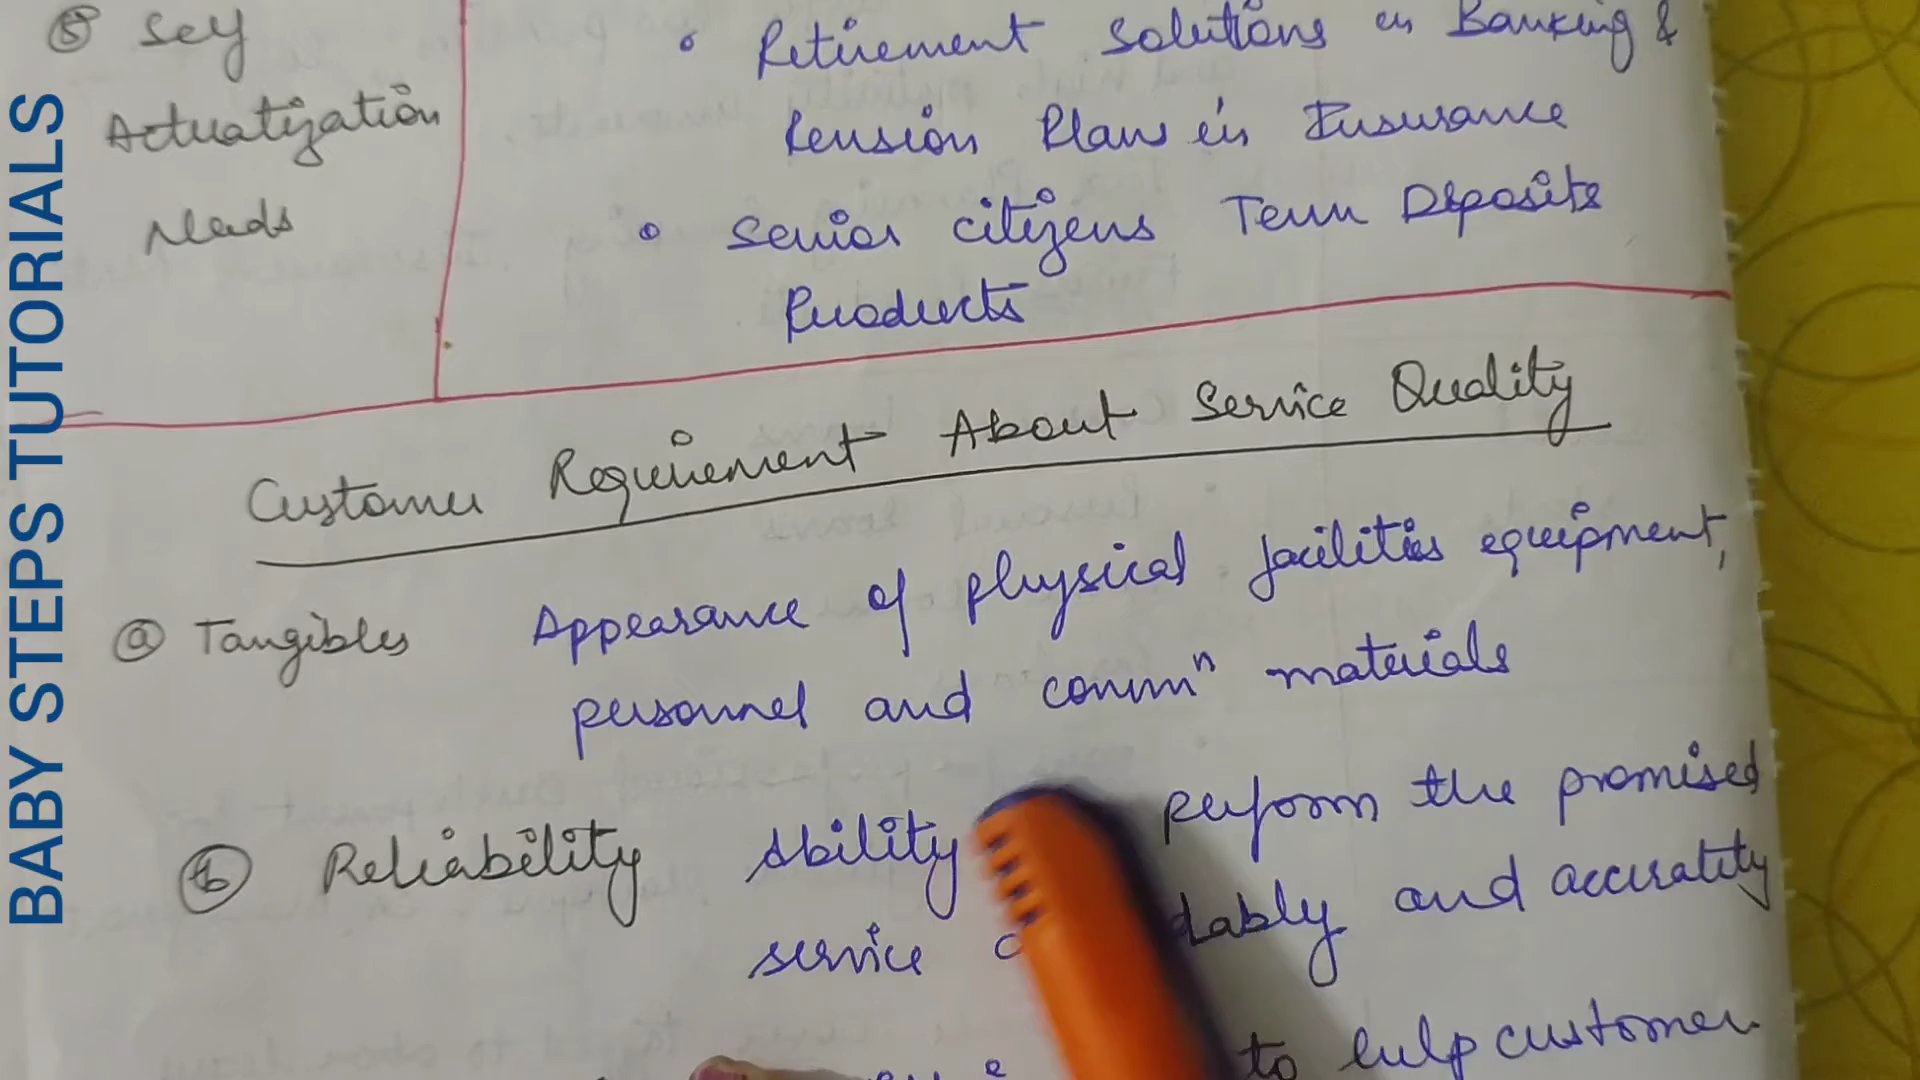 BABY STEPS TUTORIALS
⑤ Self
Actualization
Needs
• Retirement Solutions in Banking &
Pension Plans in Insurance
• Senior citizens Term Deposits
Products
Customer Requirement About Service Quality
ⓐ Tangibles Appearance of physical facilities equipment,
personnel and commⁿ materials
ⓑ Reliability Ability perform the promised
service dably and accurately
to help customer